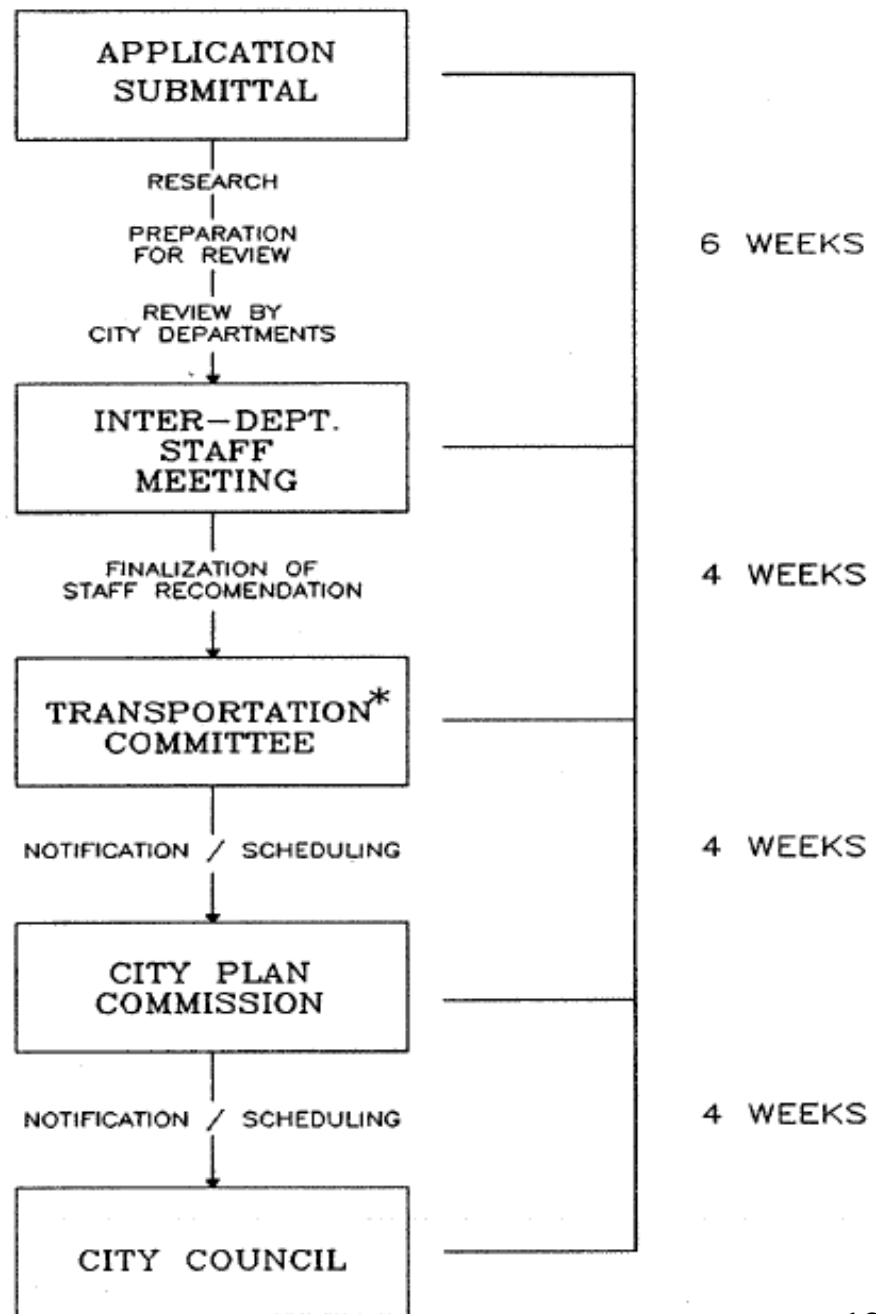 APPLICATION
SUBMITTAL
RESEARCH
PREPARATION
FOR REVIEW
6 WEEKS
REVIEW BY
CITY DEPARTMENTS
INTER-DEPT.
STAFF
MEETING
FINALIZATION OF
STAFF RECOMENDATION
4 WEEKS
TRANSPORTATION*
COMMITTEE
NOTIFICATION / SCHEDULING
4 WEEKS
CITY PLAN
COMMISSION
NOTIFICATION / SCHEDULING
4 WEEKS
CITY COUNCIL